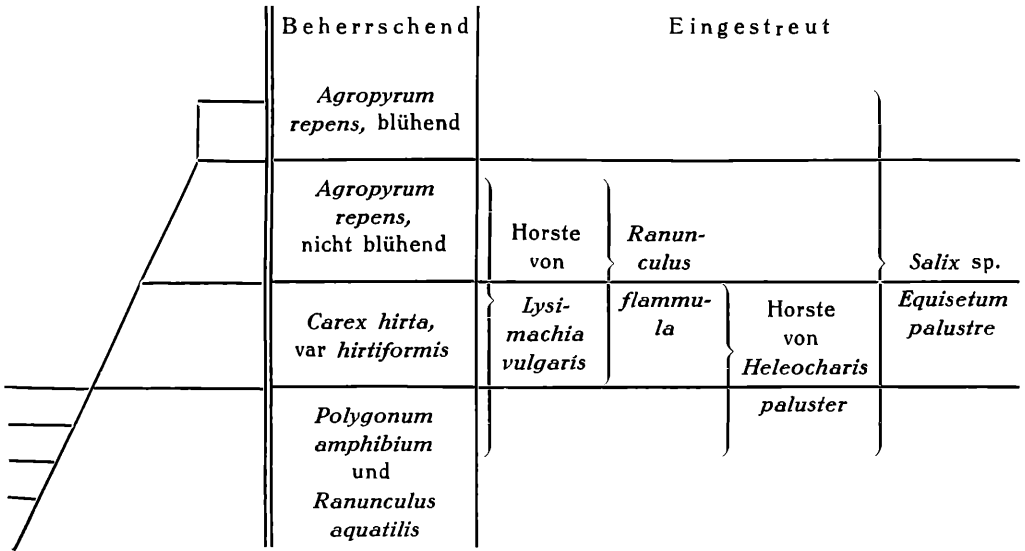 Beherrschend
Eingestreut
Agropyrum
repens, blühend
Agropyrum
repens,
nicht blühend
Carex hirta,
var hirtiformis
Polygonum
amphibium
und
Ranunculus
aquatilis
Horste
von
Lysi-
machia
vulgaris
Ranun-
culus
flammu-
la
Horste
von
Heleocharis
paluster
Salix sp.
Equisetum
palustre